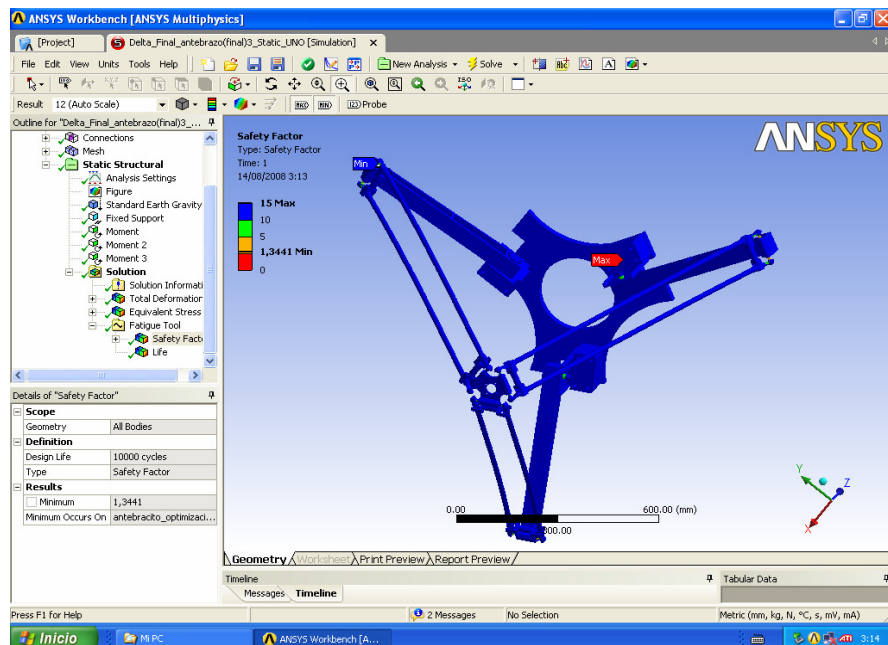 ANSYS Workbench [ANSYS Multiphysics]
[Project] Delta_Final_antebrazo(final)3_Static_UNO [Simulation]
File Edit View Units Tools Help New Analysis Solve A
XYZ ISO
Result 12 (Auto Scale) MAX MIN Probe
Outline for "Delta_Final_antebrazo(final)3_...
Connections
Mesh
Static Structural
Analysis Settings
Figure
Standard Earth Gravity
Fixed Support
Moment
Moment 2
Moment 3
Solution
Solution Informati
Total Deformation
Equivalent Stress
Fatigue Tool
Safety Facto
Life
Details of "Safety Factor"
Scope
Geometry All Bodies
Definition
Design Life 10000 cycles
Type Safety Factor
Results
Minimum 1,3441
Minimum Occurs On antebracito_optimizaci...
Safety Factor
Type: Safety Factor
Time: 1
14/08/2008 3:13
15 Max
10
5
1,3441 Min
0
ANSYS
Min
Max
0.00 600.00 (mm)
00.00
Y
Z
X
Geometry Worksheet Print Preview Report Preview
Timeline
Messages Timeline
Tabular Data
Press F1 for Help 2 Messages No Selection Metric (mm, kg, N, °C, s, mV, mA)
Inicio Mi PC ANSYS Workbench [A... 3:14